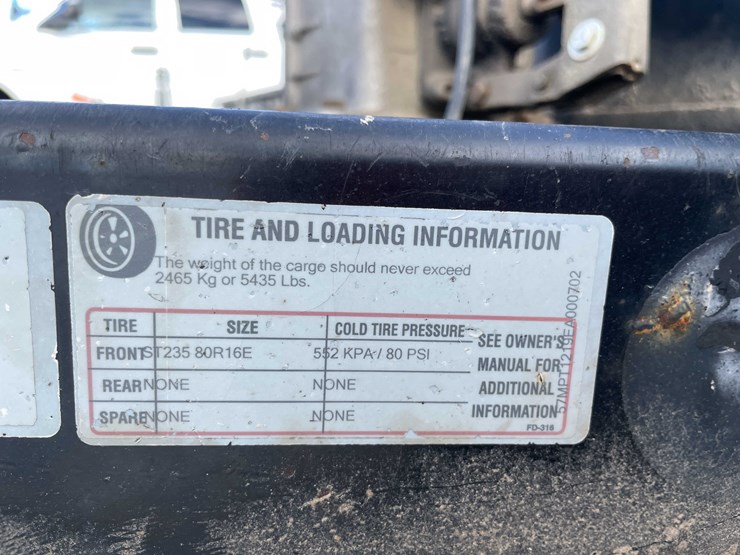 TIRE AND LOADING INFORMATION
The weight of the cargo should never exceed
2465 Kg or 5435 Lbs.
TIRE SIZE COLD TIRE PRESSURE
FRONT ST235 80R16E 552 KPA / 80 PSI
REAR NONE NONE
SPARE NONE NONE
SEE OWNER'S
MANUAL FOR
ADDITIONAL
INFORMATION
FD-316